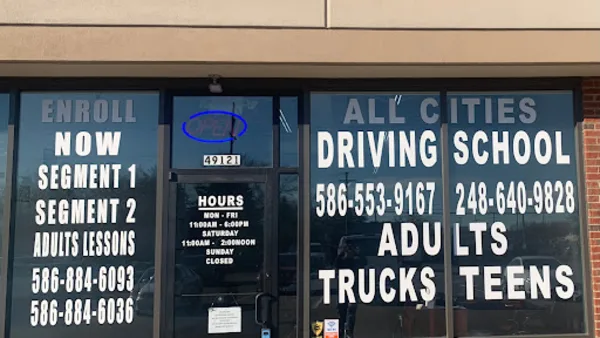 ENROLL
NOW
SEGMENT 1
SEGMENT 2
ADULTS LESSONS
586-884-6093
586-884-6036
OPEN
49121
HOURS
MON - FRI
11:00AM - 6:00PM
SATURDAY
11:00AM - 2:00NOON
SUNDAY
CLOSED
ALL CITIES
DRIVING SCHOOL
586-553-9167 248-640-9828
ADULTS
TRUCKS TEENS